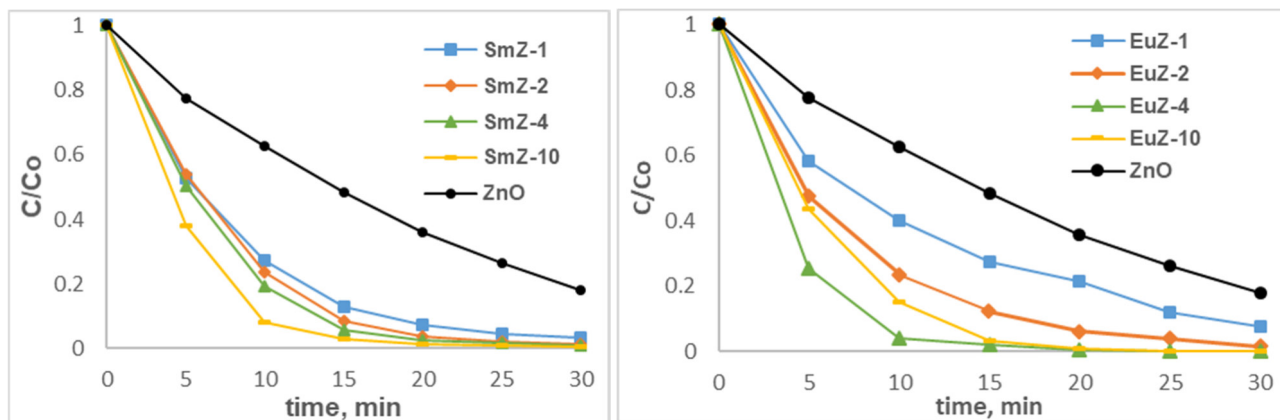 1
0.8
0.6
0.4
0.2
0
C/Co
0 5 10 15 20 25 30
time, min
SmZ-1
SmZ-2
SmZ-4
SmZ-10
ZnO
1
0.8
0.6
0.4
0.2
0
C/Co
0 5 10 15 20 25 30
time, min
EuZ-1
EuZ-2
EuZ-4
EuZ-10
ZnO